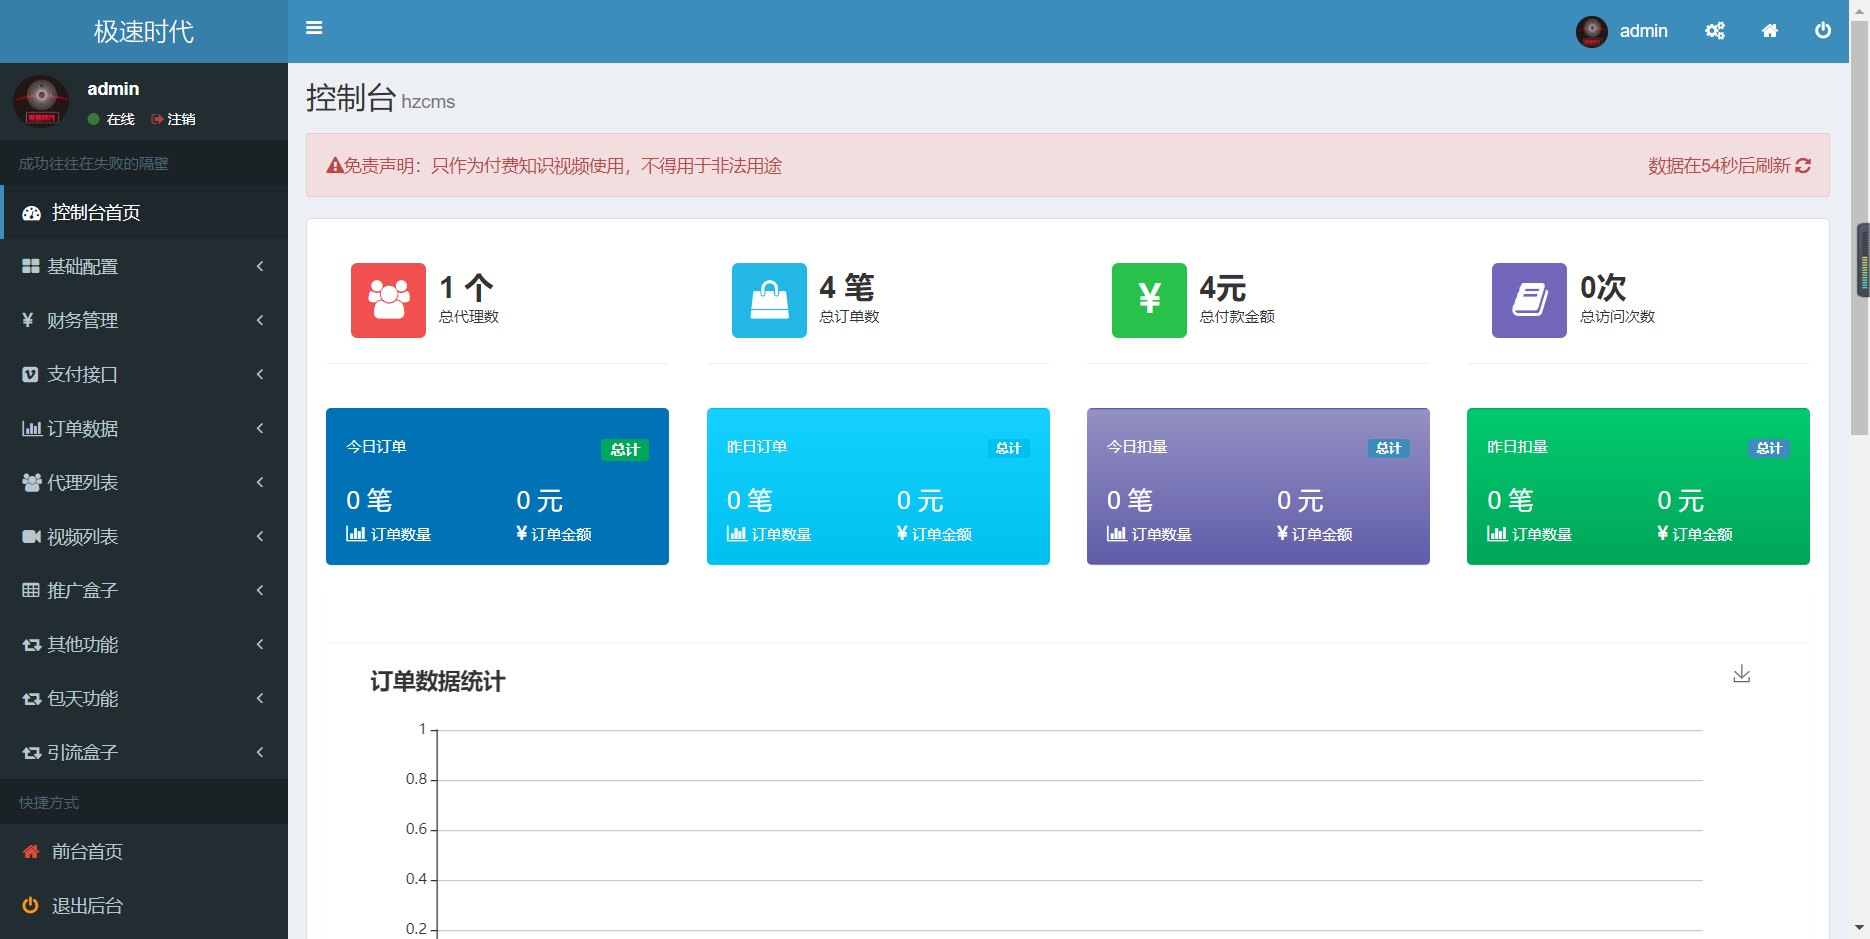 极速时代
admin
admin
在线 注销
成功往往在失败的隔壁
控制台首页
基础配置
财务管理
支付接口
订单数据
代理列表
视频列表
推广盒子
其他功能
包天功能
引流盒子
快捷方式
前台首页
退出后台
控制台 hzcms
免责声明：只作为付费知识视频使用，不得用于非法用途
数据在54秒后刷新
1 个
总代理数
4 笔
总订单数
¥
4元
总付款金额
0次
总访问次数
今日订单 总计
0 笔 0 元
订单数量 ¥ 订单金额
昨日订单 总计
0 笔 0 元
订单数量 ¥ 订单金额
今日扣量 总计
0 笔 0 元
订单数量 ¥ 订单金额
昨日扣量 总计
0 笔 0 元
订单数量 ¥ 订单金额
订单数据统计
1
0.8
0.6
0.4
0.2